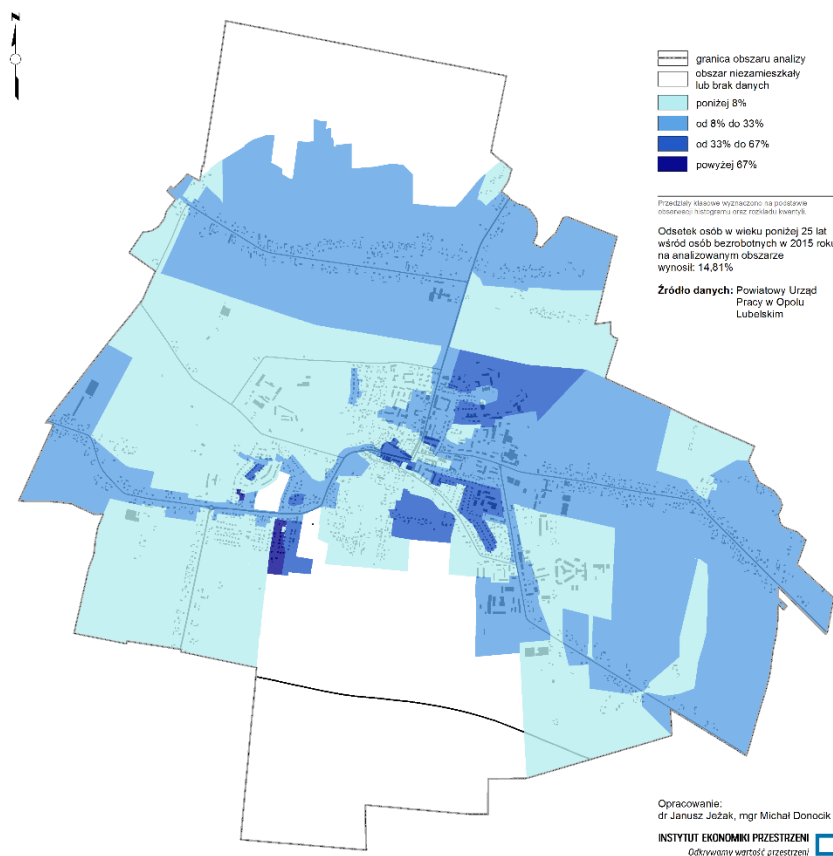 N
granica obszaru analizy
obszar niezamieszkały
lub brak danych
poniżej 8%
od 8% do 33%
od 33% do 67%
powyżej 67%
Przedziały klasowe wyznaczono na podstawie
obserwacji histogramu oraz rozkładu kwantyli.
Odsetek osób w wieku poniżej 25 lat
wśród osób bezrobotnych w 2015 roku
na analizowanym obszarze
wynosił: 14,81%
Źródło danych: Powiatowy Urząd
Pracy w Opolu
Lubelskim
Opracowanie:
dr Janusz Jeżak, mgr Michał Donocik
INSTYTUT EKONOMIKI PRZESTRZENI
Odkrywamy wartość przestrzeni